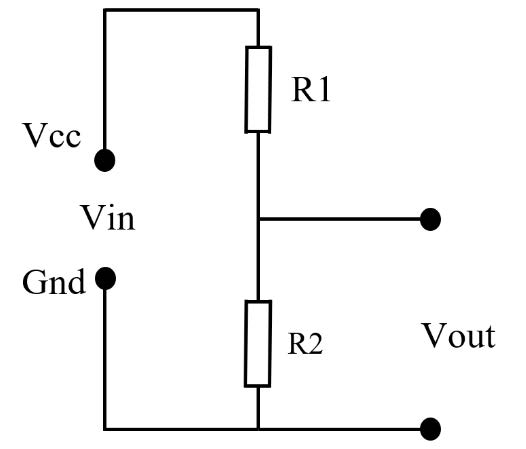 R1
Vcc
Vin
Gnd
R2
Vout